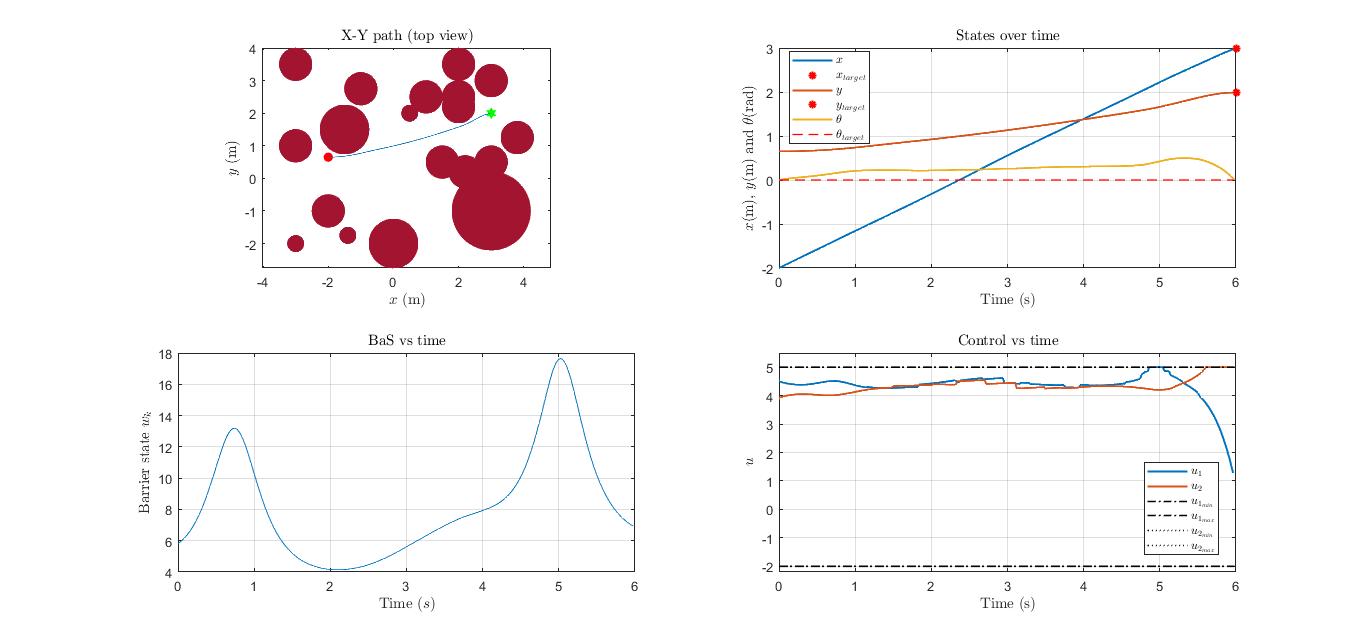 X-Y path (top view)
4
3
2
1
0
-1
-2
y (m)
-4
-2
0
2
4
x (m)
States over time
3
2
1
0
-1
-2
x(m), y(m) and θ(rad)
x
x_target
y
y_target
θ
θ_target
0
1
2
3
4
5
6
Time (s)
BaS vs time
18
16
14
12
10
8
6
4
Barrier state w_k
0
1
2
3
4
5
6
Time (s)
Control vs time
5
4
3
2
1
0
-1
-2
u
u_1
u_2
u_1_min
u_1_max
u_2_min
u_2_max
0
1
2
3
4
5
6
Time (s)